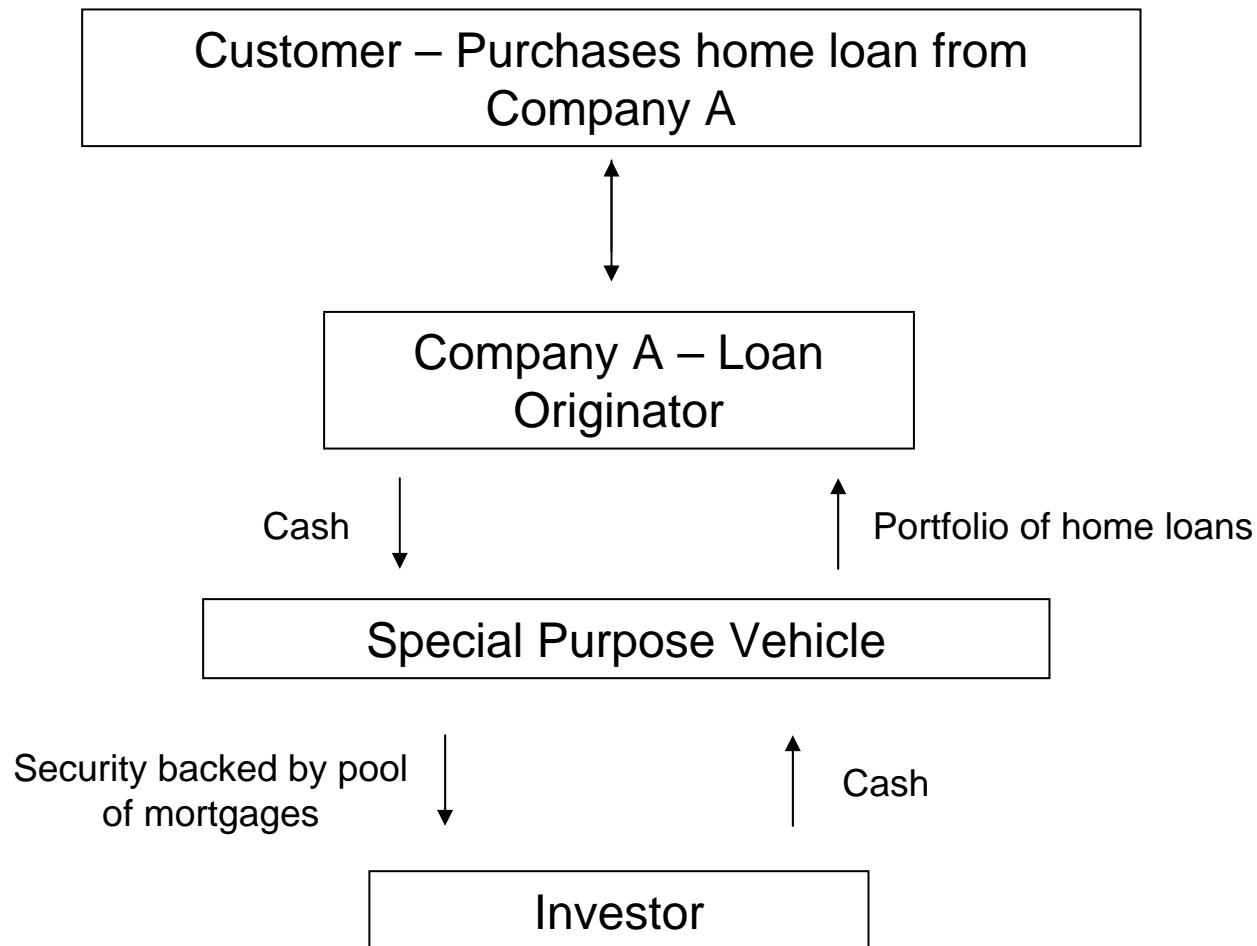 Customer – Purchases home loan from
Company A
Company A – Loan
Originator
Cash
Portfolio of home loans
Special Purpose Vehicle
Security backed by pool
of mortgages
Cash
Investor